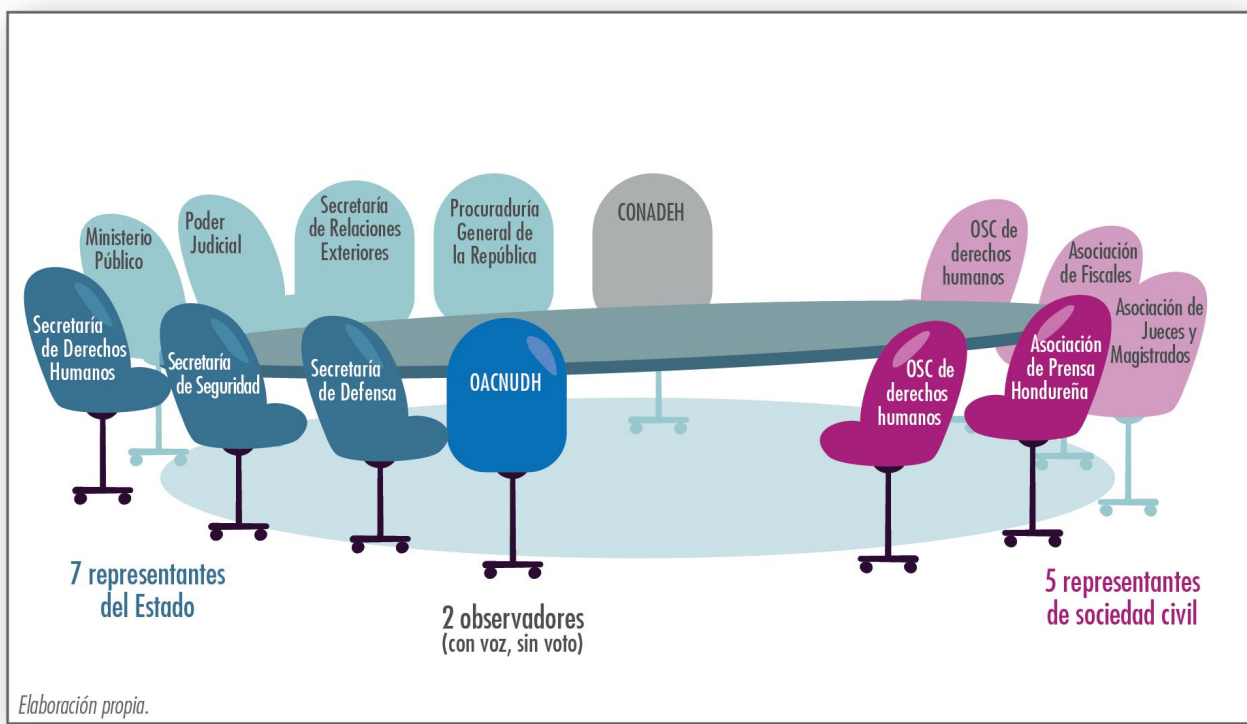 Ministerio
Público
Poder
Judicial
Secretaría
de Relaciones
Exteriores
Procuraduría
General de
la República
CONADEH
OSC de
derechos
humanos
Asociación
de Fiscales
Asociación de
Jueces y
Magistrados
Secretaría
de Derechos
Humanos
Secretaría
de Seguridad
Secretaría
de Defensa
OACNUDH
OSC de
derechos
humanos
Asociación
de Prensa
Hondureña
7 representantes
del Estado
2 observadores
(con voz, sin voto)
5 representantes
de sociedad civil
Elaboración propia.